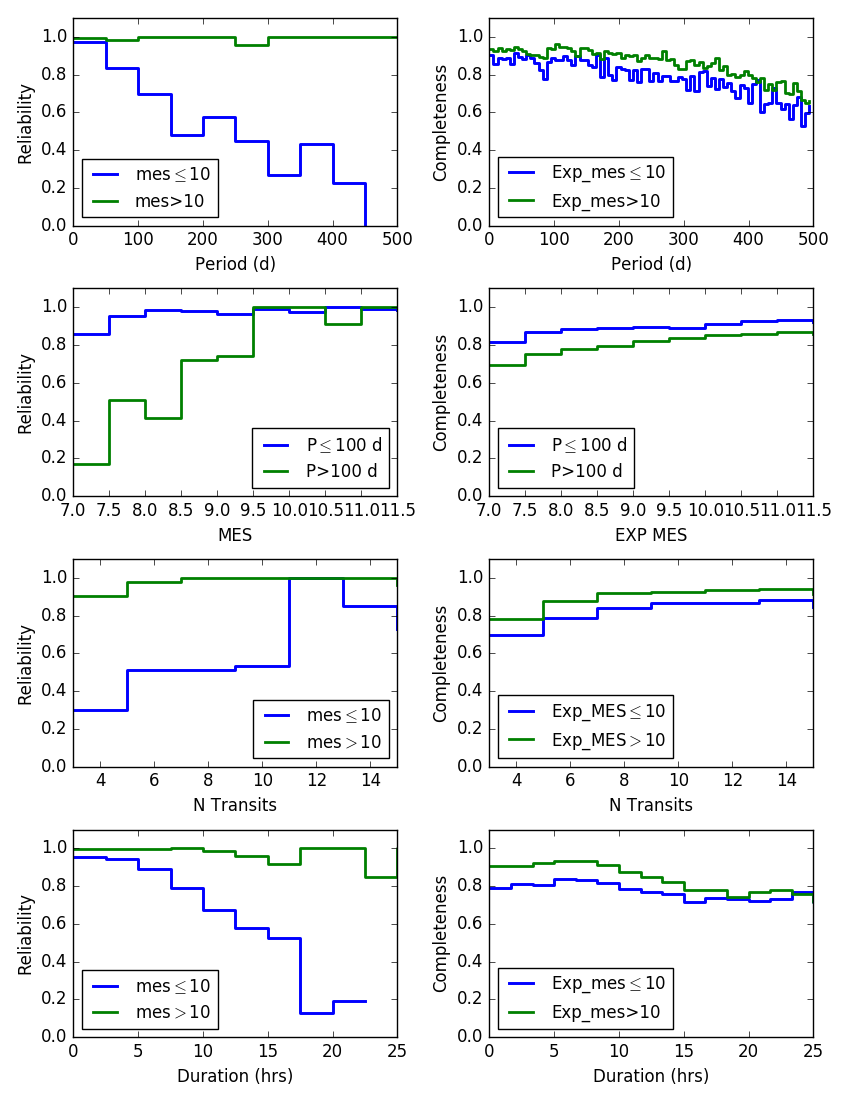 1.0
0.8
0.6
0.4
0.2
0.0
Reliability
mes≤10
mes>10
0 100 200 300 400 500
Period (d)
1.0
0.8
0.6
0.4
0.2
0.0
Completeness
Exp_mes≤10
Exp_mes>10
0 100 200 300 400 500
Period (d)
1.0
0.8
0.6
0.4
0.2
0.0
Reliability
P≤100 d
P>100 d
7.0 7.5 8.0 8.5 9.0 9.5 10.0 10.5 11.0 11.5
MES
1.0
0.8
0.6
0.4
0.2
0.0
Completeness
P≤100 d
P>100 d
7.0 7.5 8.0 8.5 9.0 9.5 10.0 10.5 11.0 11.5
EXP MES
1.0
0.8
0.6
0.4
0.2
0.0
Reliability
mes≤10
mes>10
4 6 8 10 12 14
N Transits
1.0
0.8
0.6
0.4
0.2
0.0
Completeness
Exp_MES≤10
Exp_MES>10
4 6 8 10 12 14
N Transits
1.0
0.8
0.6
0.4
0.2
0.0
Reliability
mes≤10
mes>10
0 5 10 15 20 25
Duration (hrs)
1.0
0.8
0.6
0.4
0.2
0.0
Completeness
Exp_mes≤10
Exp_mes>10
0 5 10 15 20 25
Duration (hrs)